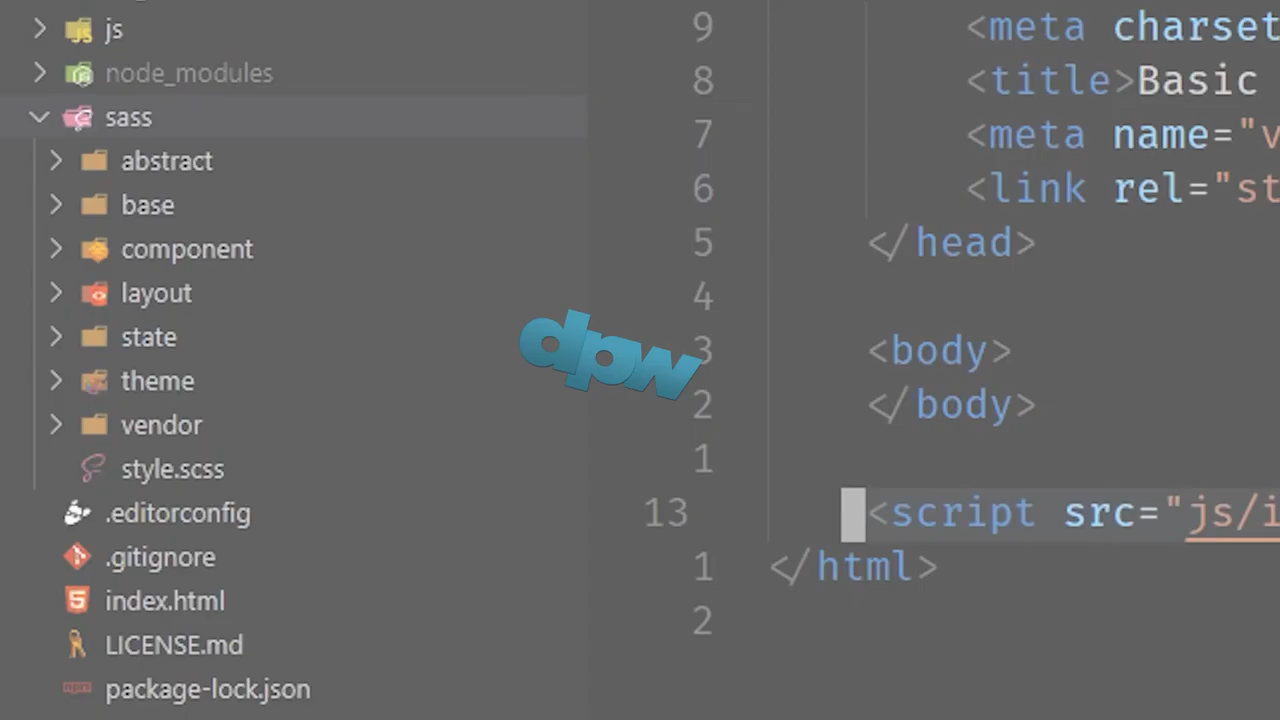 js
node_modules
sass
abstract
base
component
layout
state
theme
vendor
style.scss
.editorconfig
.gitignore
index.html
LICENSE.md
package-lock.json
dpw
9 <meta charset
8 <title>Basic
7 <meta name="v
6 <link rel="st
5 </head>
4
3 <body>
2 </body>
1
13 <script src="js/i
1 </html>
2